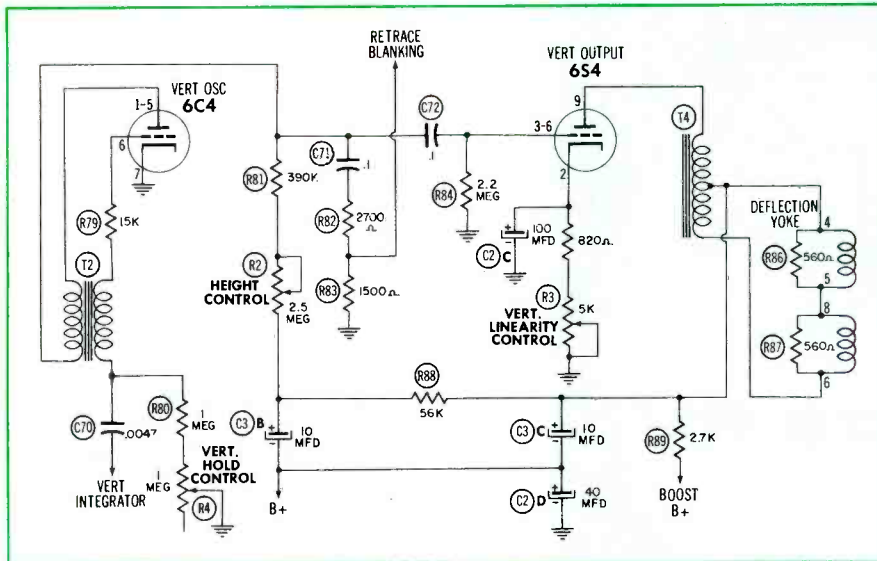 RETRACE
BLANKING
VERT OSC
6C4
1-5
6
7
R79
15K
T2
C70
.0047
VERT
INTEGRATOR
R80
1
MEG
VERT.
HOLD
CONTROL
1
MEG
R4
R81
390K
R2
HEIGHT
CONTROL
2.5
MEG
C71
.1
R82
2700
Ω
R83
1500Ω
C72
.1
R84
2.2
MEG
VERT OUTPUT
6S4
9
3-6
2
C2 C
100
MFD
820Ω
R3
5K
VERT.
LINEARITY
CONTROL
T4
DEFLECTION
YOKE
4
R86
560Ω
5
8
R87
560Ω
6
R88
56K
C3 B
10
MFD
B+
C3 C
10
MFD
C2 D
40
MFD
R89
2.7K
BOOST
B+